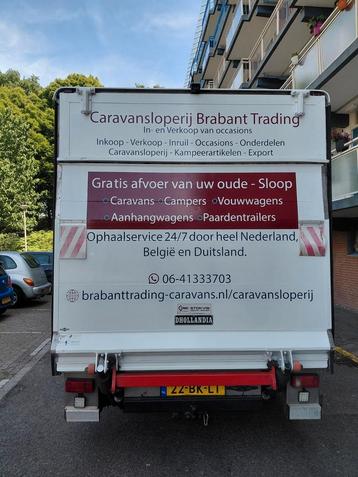 Caravansloperij Brabant Trading
In- en Verkoop van occasions
Inkoop - Verkoop - Inruil - Occasions - Onderdelen
Caravansloperij - Kampeerartikelen - Export
Gratis afvoer van uw oude - Sloop
Caravans Campers Vouwwagens
Aanhangwagens Paardentrailers
Ophaalservice 24/7 door heel Nederland,
België en Duitsland.
06-41333703
brabanttrading-caravans.nl/caravansloperij
DHOLLANDIA
22-BK-LT